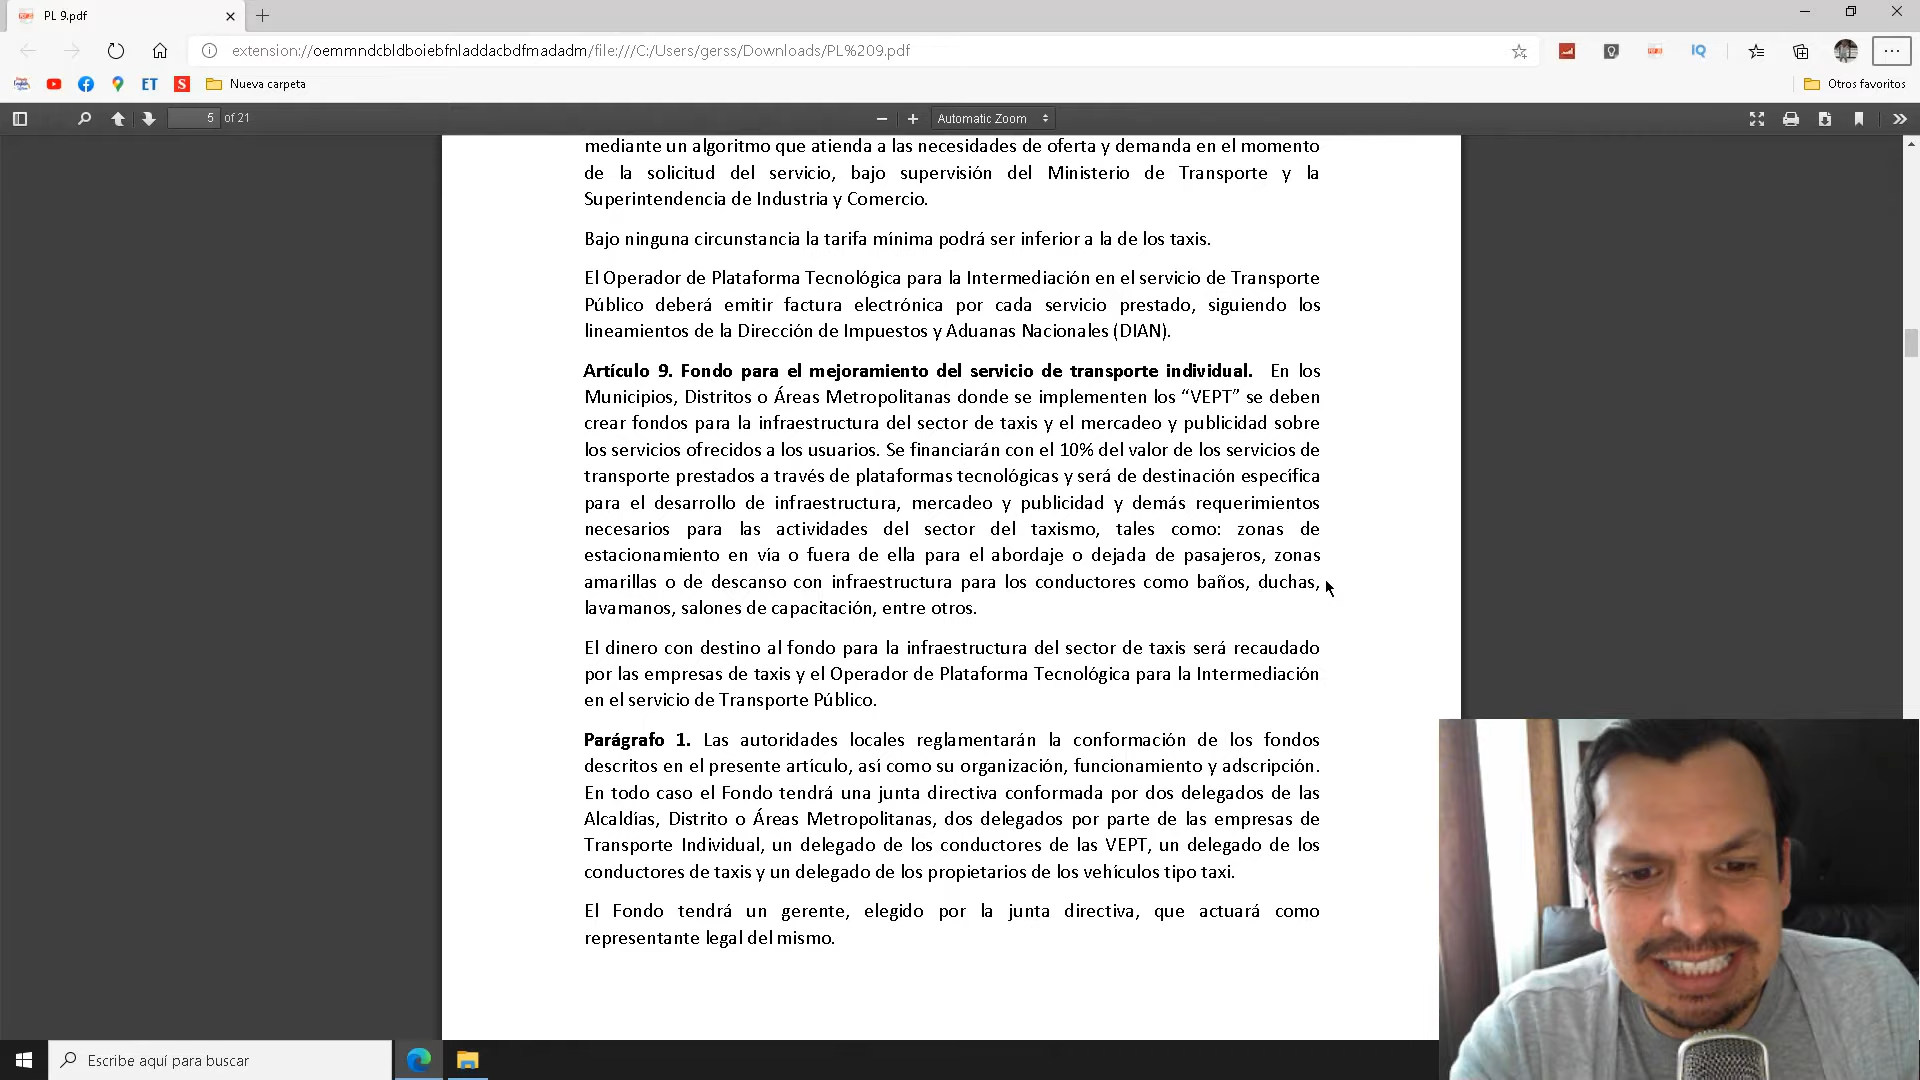 PL 9.pdf
extension://oemmndcbldboiebfnladdacbdfmadadm/file:///C:/Users/gerss/Downloads/PL%209.pdf
IQ
ET
S
Nueva carpeta
Otros favoritos
5 of 21
Automatic Zoom
mediante un algoritmo que atienda a las necesidades de oferta y demanda en el momento
de la solicitud del servicio, bajo supervisión del Ministerio de Transporte y la
Superintendencia de Industria y Comercio.
Bajo ninguna circunstancia la tarifa mínima podrá ser inferior a la de los taxis.
El Operador de Plataforma Tecnológica para la Intermediación en el servicio de Transporte
Público deberá emitir factura electrónica por cada servicio prestado, siguiendo los
lineamientos de la Dirección de Impuestos y Aduanas Nacionales (DIAN).
Artículo 9. Fondo para el mejoramiento del servicio de transporte individual. En los
Municipios, Distritos o Áreas Metropolitanas donde se implementen los “VEPT” se deben
crear fondos para la infraestructura del sector de taxis y el mercadeo y publicidad sobre
los servicios ofrecidos a los usuarios. Se financiarán con el 10% del valor de los servicios de
transporte prestados a través de plataformas tecnológicas y será de destinación específica
para el desarrollo de infraestructura, mercadeo y publicidad y demás requerimientos
necesarios para las actividades del sector del taxismo, tales como: zonas de
estacionamiento en vía o fuera de ella para el abordaje o dejada de pasajeros, zonas
amarillas o de descanso con infraestructura para los conductores como baños, duchas,
lavamanos, salones de capacitación, entre otros.
El dinero con destino al fondo para la infraestructura del sector de taxis será recaudado
por las empresas de taxis y el Operador de Plataforma Tecnológica para la Intermediación
en el servicio de Transporte Público.
Parágrafo 1. Las autoridades locales reglamentarán la conformación de los fondos
descritos en el presente artículo, así como su organización, funcionamiento y adscripción.
En todo caso el Fondo tendrá una junta directiva conformada por dos delegados de las
Alcaldías, Distrito o Áreas Metropolitanas, dos delegados por parte de las empresas de
Transporte Individual, un delegado de los conductores de las VEPT, un delegado de los
conductores de taxis y un delegado de los propietarios de los vehículos tipo taxi.
El Fondo tendrá un gerente, elegido por la junta directiva, que actuará como
representante legal del mismo.
Escribe aquí para buscar